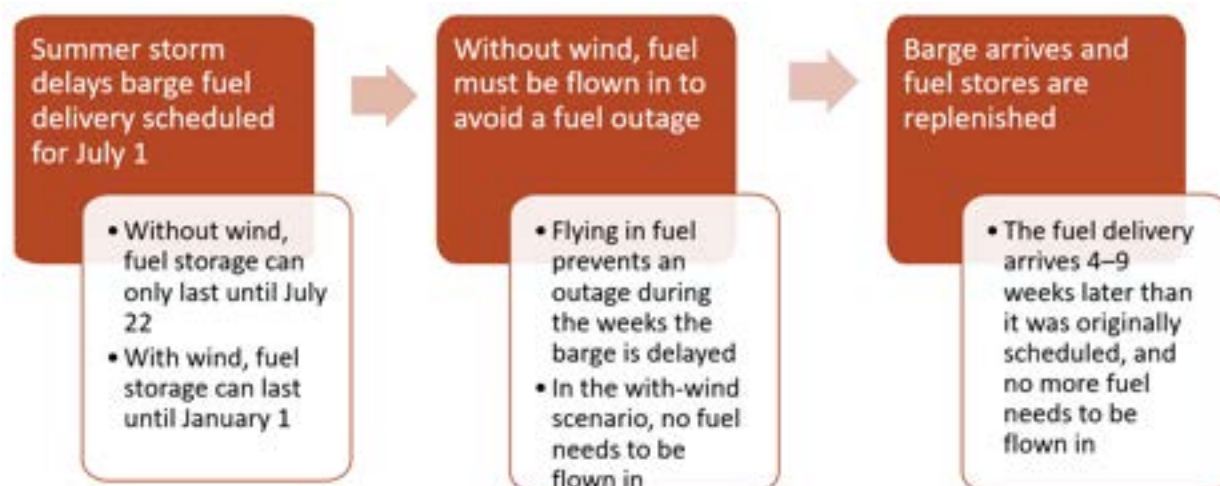 Summer storm
delays barge fuel
delivery scheduled
for July 1
• Without wind,
fuel storage can
only last until July
22
• With wind, fuel
storage can last
until January 1
Without wind, fuel
must be flown in to
avoid a fuel outage
• Flying in fuel
prevents an
outage during
the weeks the
barge is delayed
• In the with-wind
scenario, no fuel
needs to be
flown in
Barge arrives and
fuel stores are
replenished
• The fuel delivery
arrives 4–9
weeks later than
it was originally
scheduled, and
no more fuel
needs to be
flown in